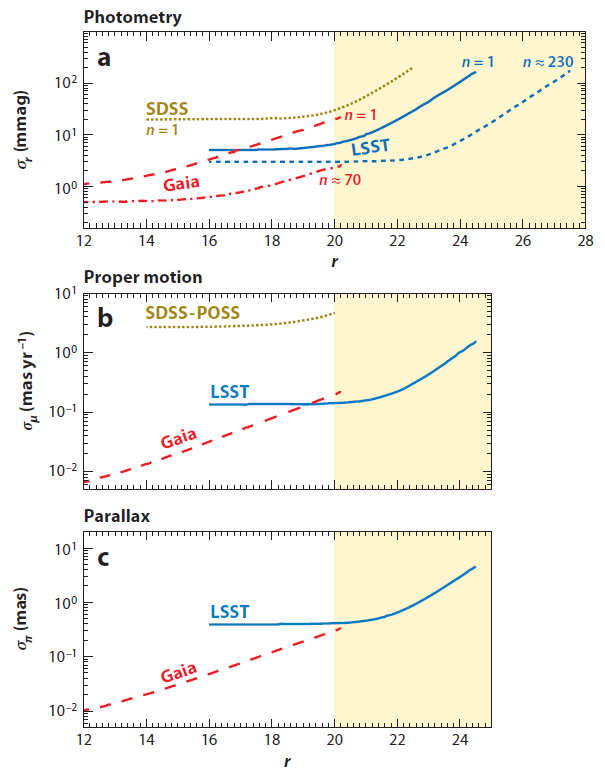 Photometry
a
σr (mmag)
10²
10¹
10⁰
SDSS
n = 1
Gaia
n = 1
LSST
n ≈ 70
n = 1
n ≈ 230
12 14 16 18 20 22 24 26 28
r
Proper motion
b
σμ (mas yr⁻¹)
10¹
10⁰
10⁻¹
10⁻²
SDSS-POSS
LSST
Gaia
Parallax
c
σπ (mas)
10¹
10⁰
10⁻¹
10⁻²
LSST
Gaia
12 14 16 18 20 22 24
r